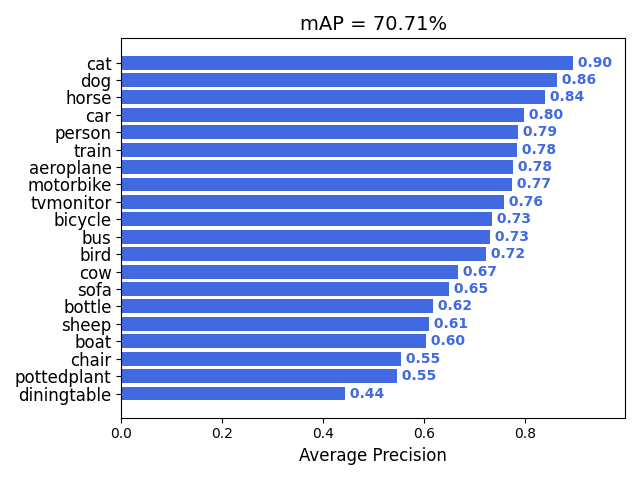 mAP = 70.71%
cat 0.90
dog 0.86
horse 0.84
car 0.80
person 0.79
train 0.78
aeroplane 0.78
motorbike 0.77
tvmonitor 0.76
bicycle 0.73
bus 0.73
bird 0.72
cow 0.67
sofa 0.65
bottle 0.62
sheep 0.61
boat 0.60
chair 0.55
pottedplant 0.55
diningtable 0.44
0.0 0.2 0.4 0.6 0.8
Average Precision